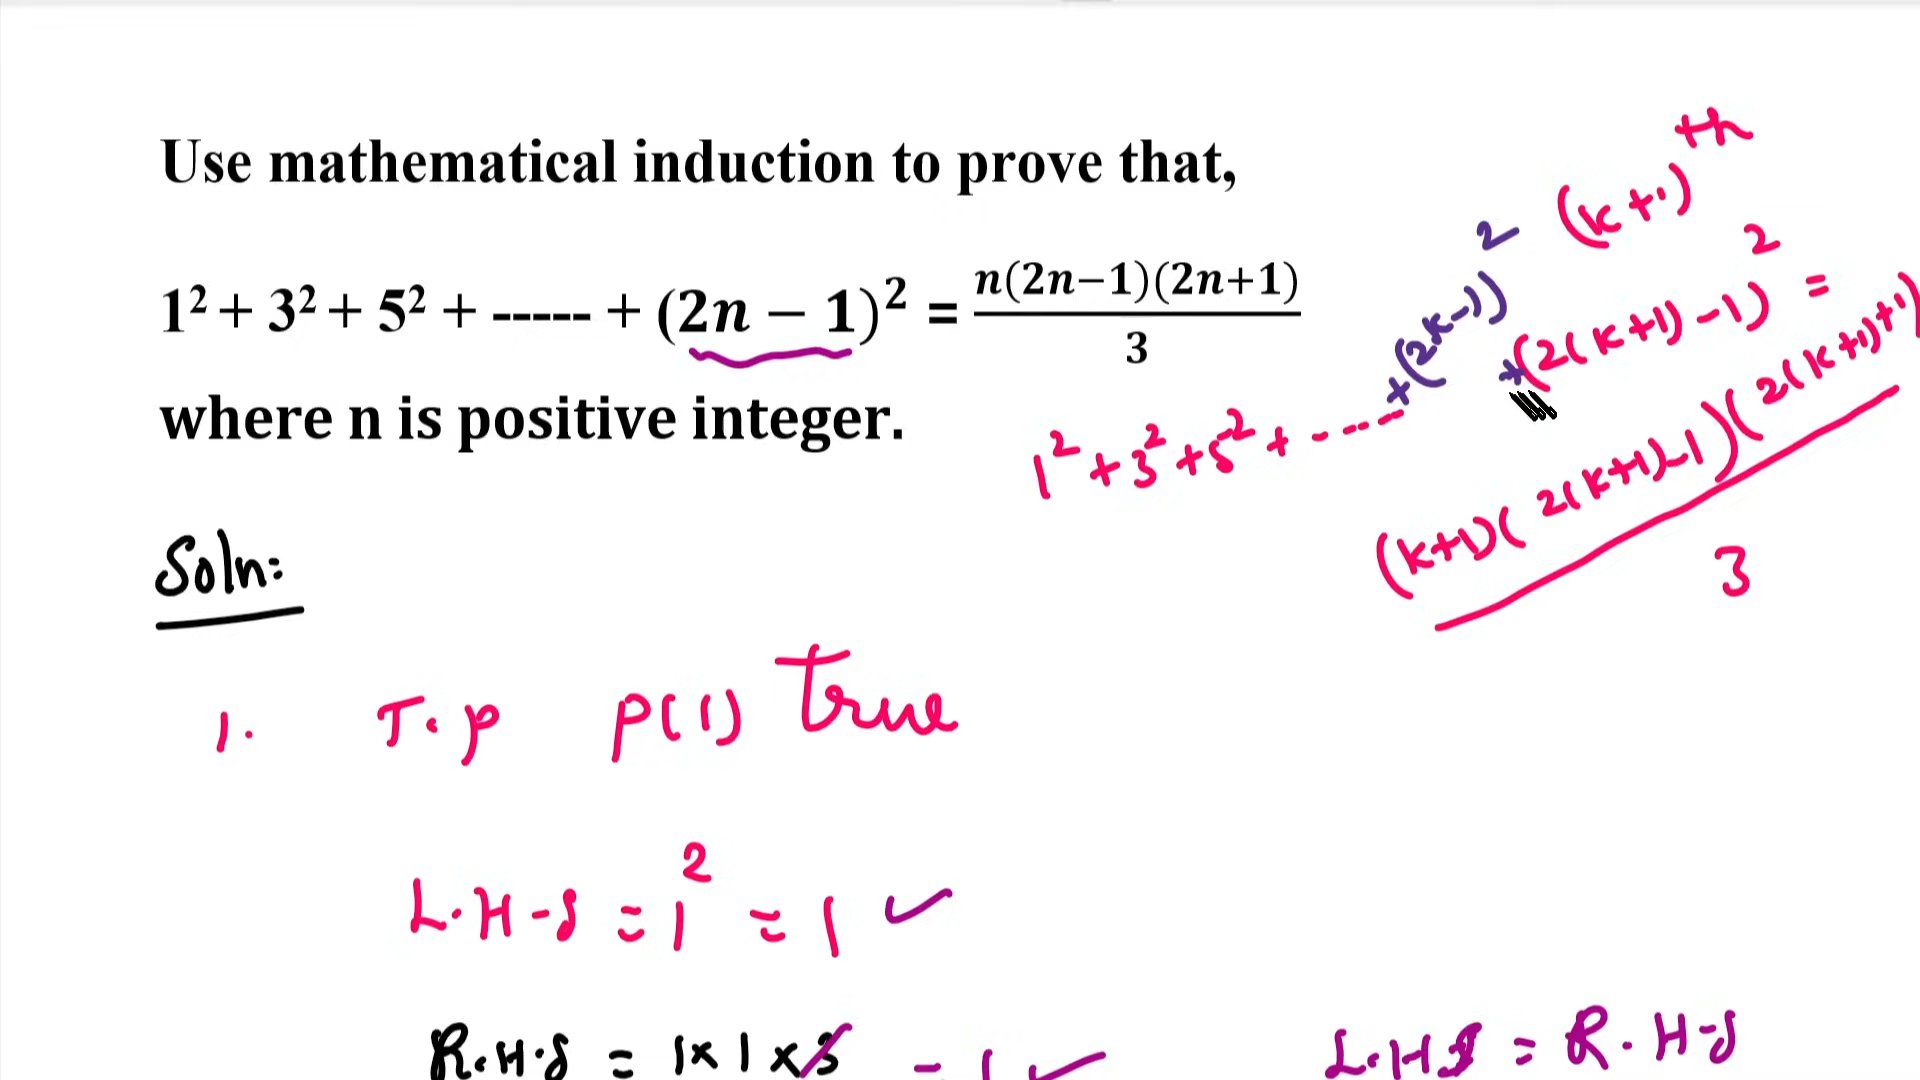 Use mathematical induction to prove that,
1² + 3² + 5² + ----- + (2n − 1)² = n(2n−1)(2n+1)/3
where n is positive integer.
(k+1)th
1² + 3² + 5² + ---- + (2k-1)² + (2(k+1)-1)² =
(k+1)(2(k+1)-1)(2(k+1)+1)/3
Soln:
1. T.p P(1) True
L.H.S = 1² = 1 ✓
R.H.S = 1×1×3 = 1 ✓ L.H.S = R.H.S